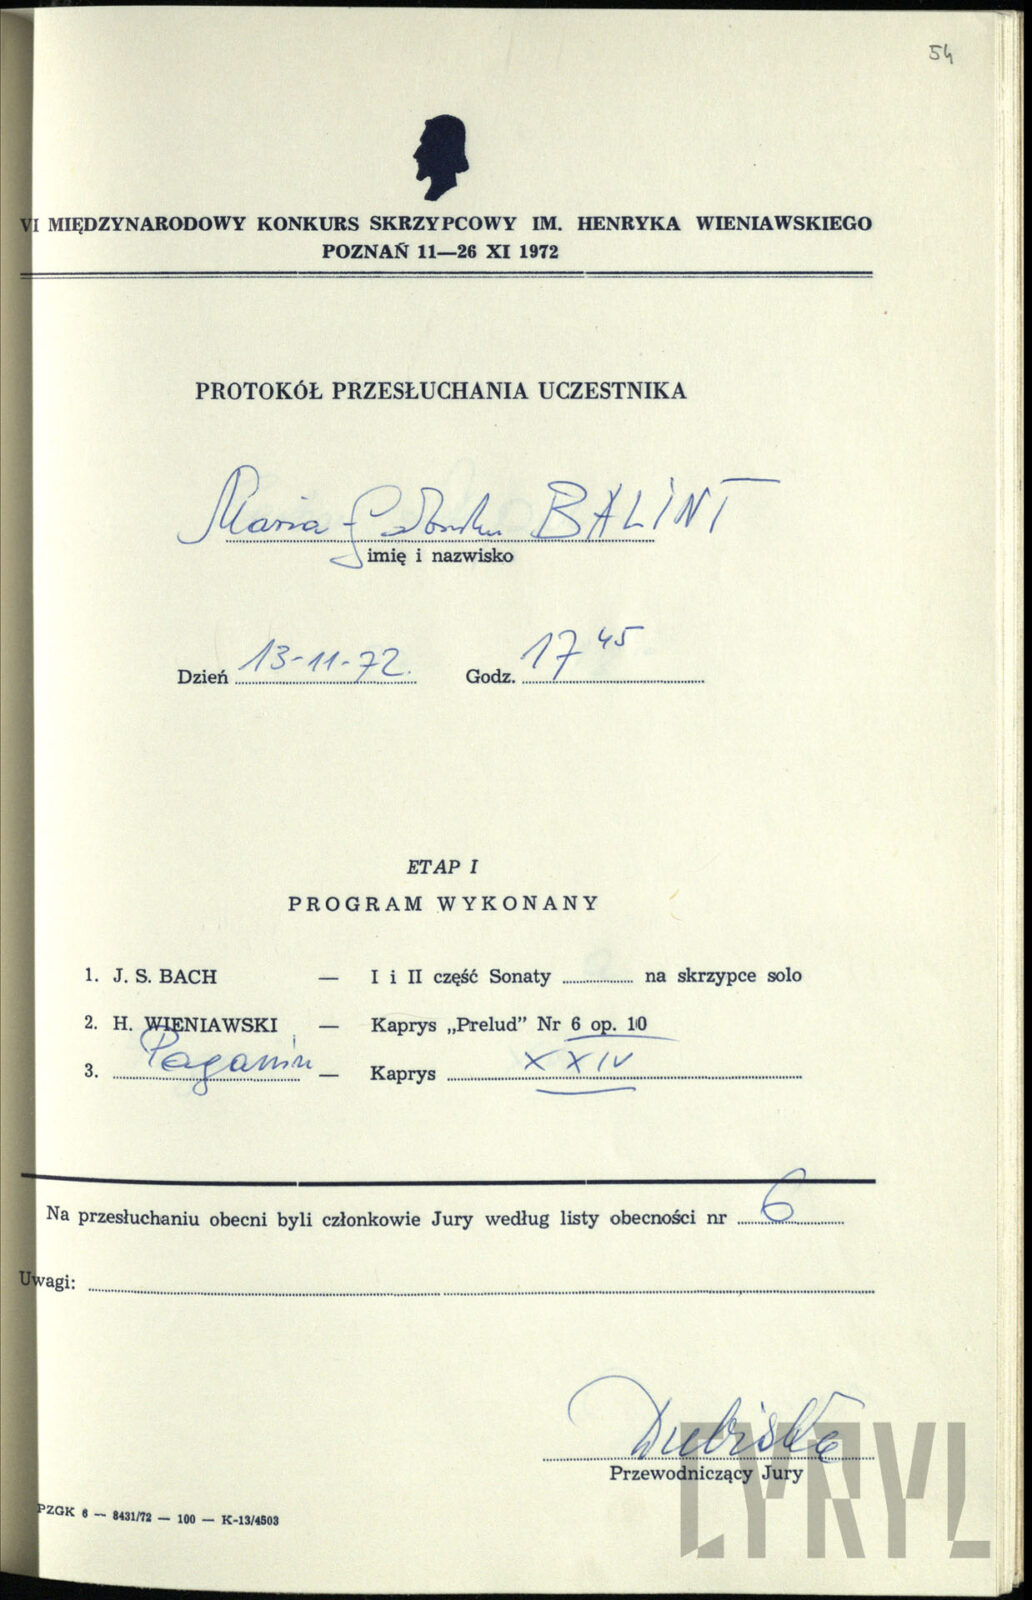 54
VI MIĘDZYNARODOWY KONKURS SKRZYPCOWY IM. HENRYKA WIENIAWSKIEGO
POZNAŃ 11—26 XI 1972
PROTOKÓŁ PRZESŁUCHANIA UCZESTNIKA
Maria BALINT
imię i nazwisko
Dzień 13-11-72. Godz. 17 45
ETAP I
PROGRAM WYKONANY
1. J. S. BACH — I i II część Sonaty ........ na skrzypce solo
2. H. WIENIAWSKI — Kaprys „Prelud” Nr 6 op. 10
3. Paganini — Kaprys XXIV
Na przesłuchaniu obecni byli członkowie Jury według listy obecności nr 6
Uwagi:
Dubiska
Przewodniczący Jury
PZGK 6 — 8431/72 — 100 — K-13/4503
CYRYL